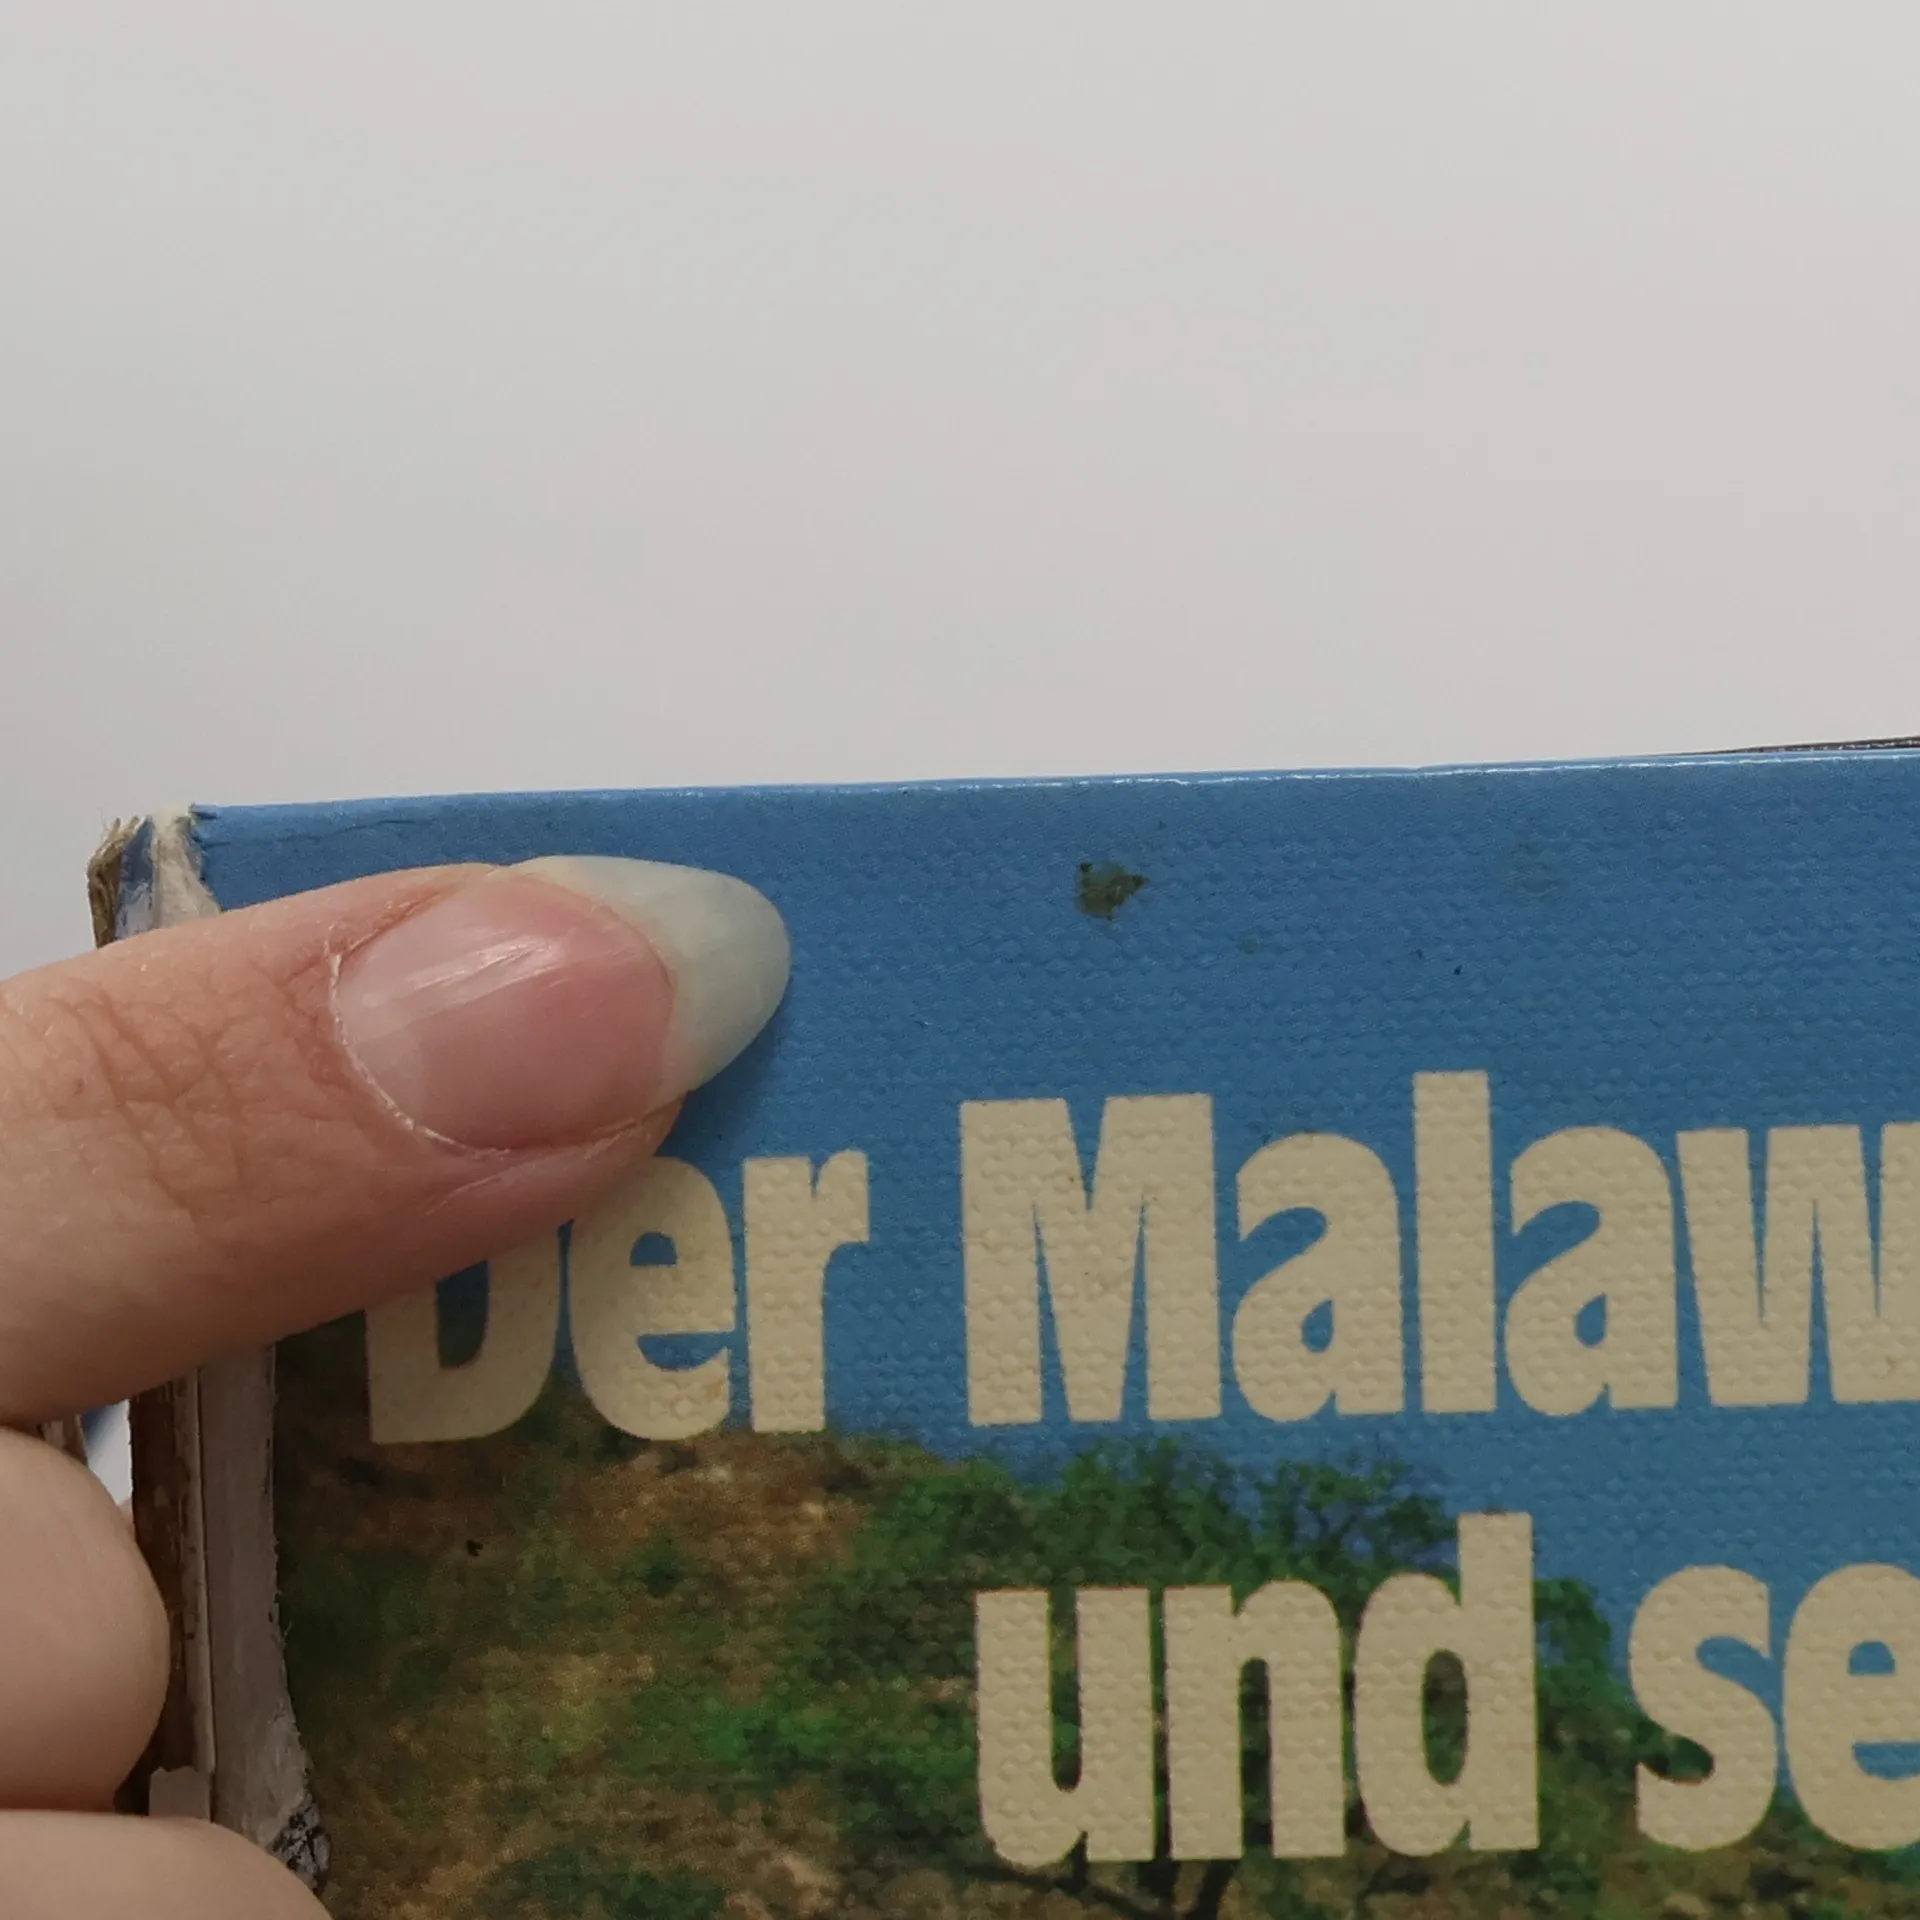 Der Malaw
und se